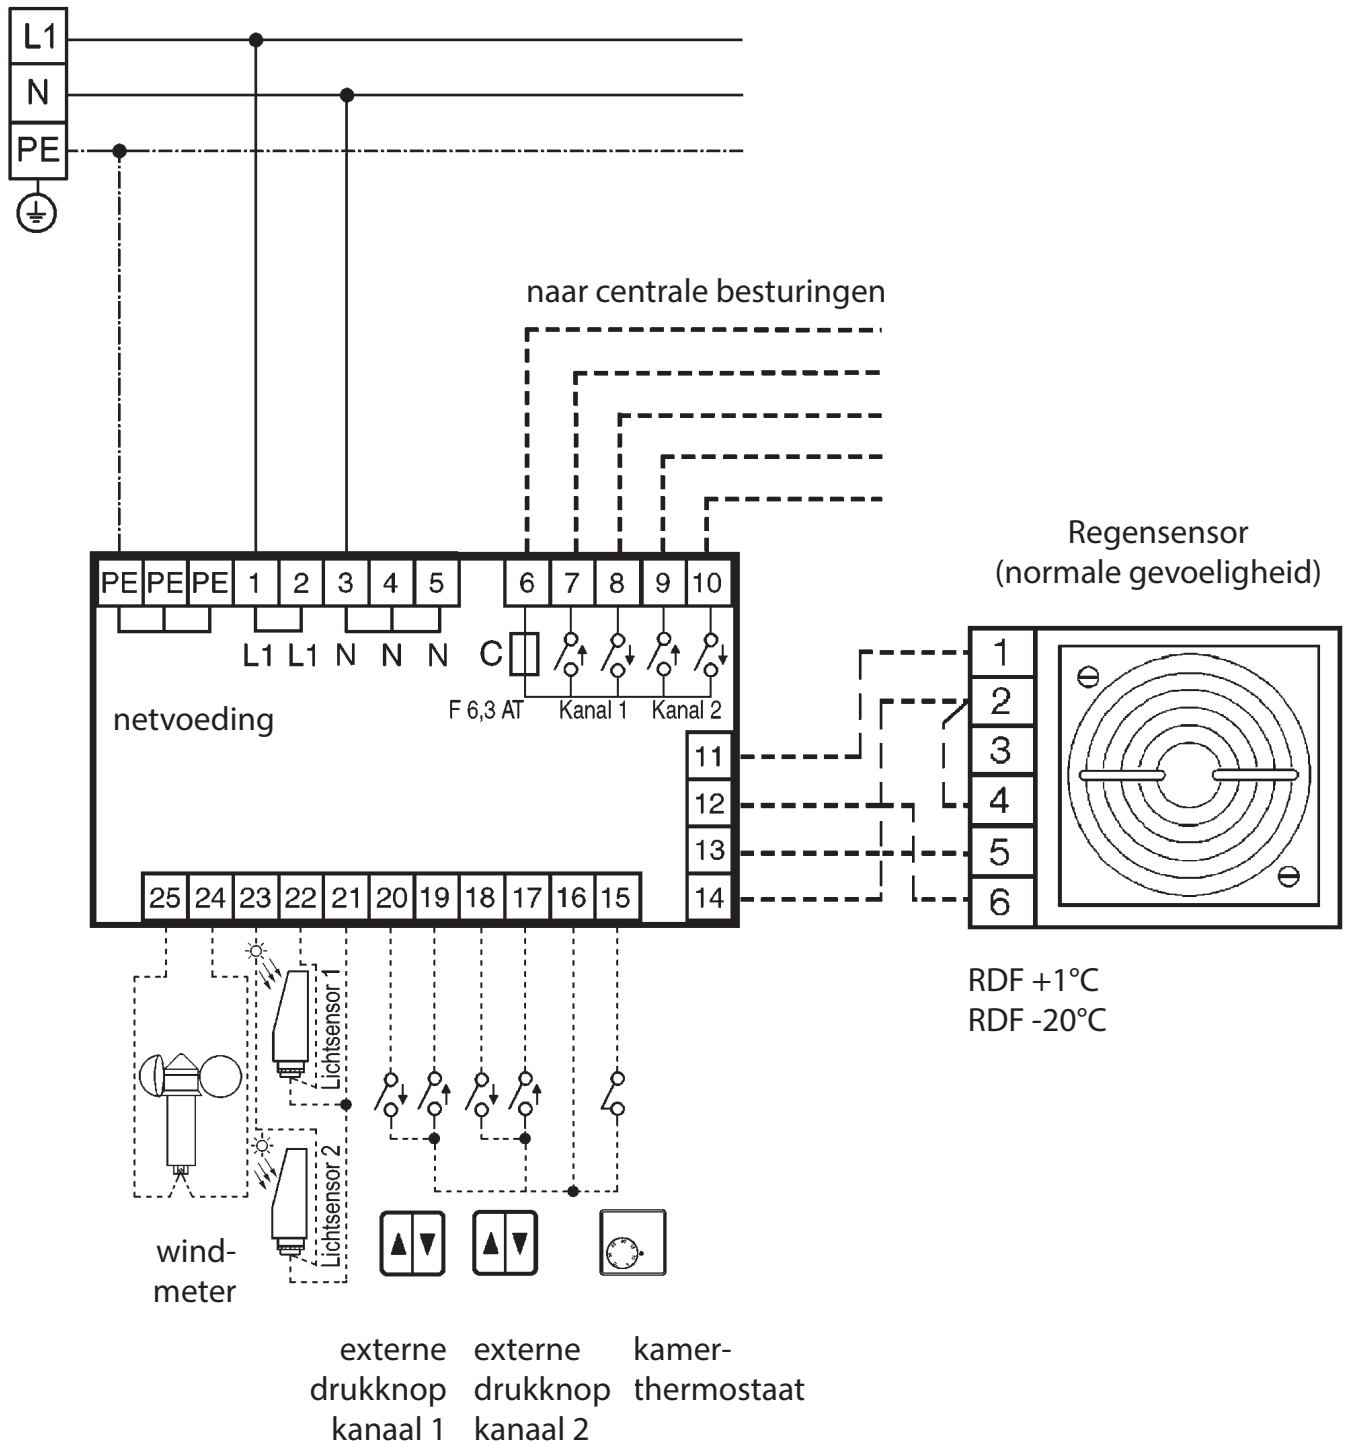 L1
N
PE
naar centrale besturingen
Regensensor
(normale gevoeligheid)
PE PE PE 1 2 3 4 5 6 7 8 9 10
L1 L1 N N N C
F 6,3 AT Kanal 1 Kanal 2
netvoeding
11
12
13
14
1
2
3
4
5
6
25 24 23 22 21 20 19 18 17 16 15
RDF +1°C
RDF -20°C
Lichtsensor 1
Lichtsensor 2
wind-
meter
externe
drukknop
kanaal 1
externe
drukknop
kanaal 2
kamer-
thermostaat